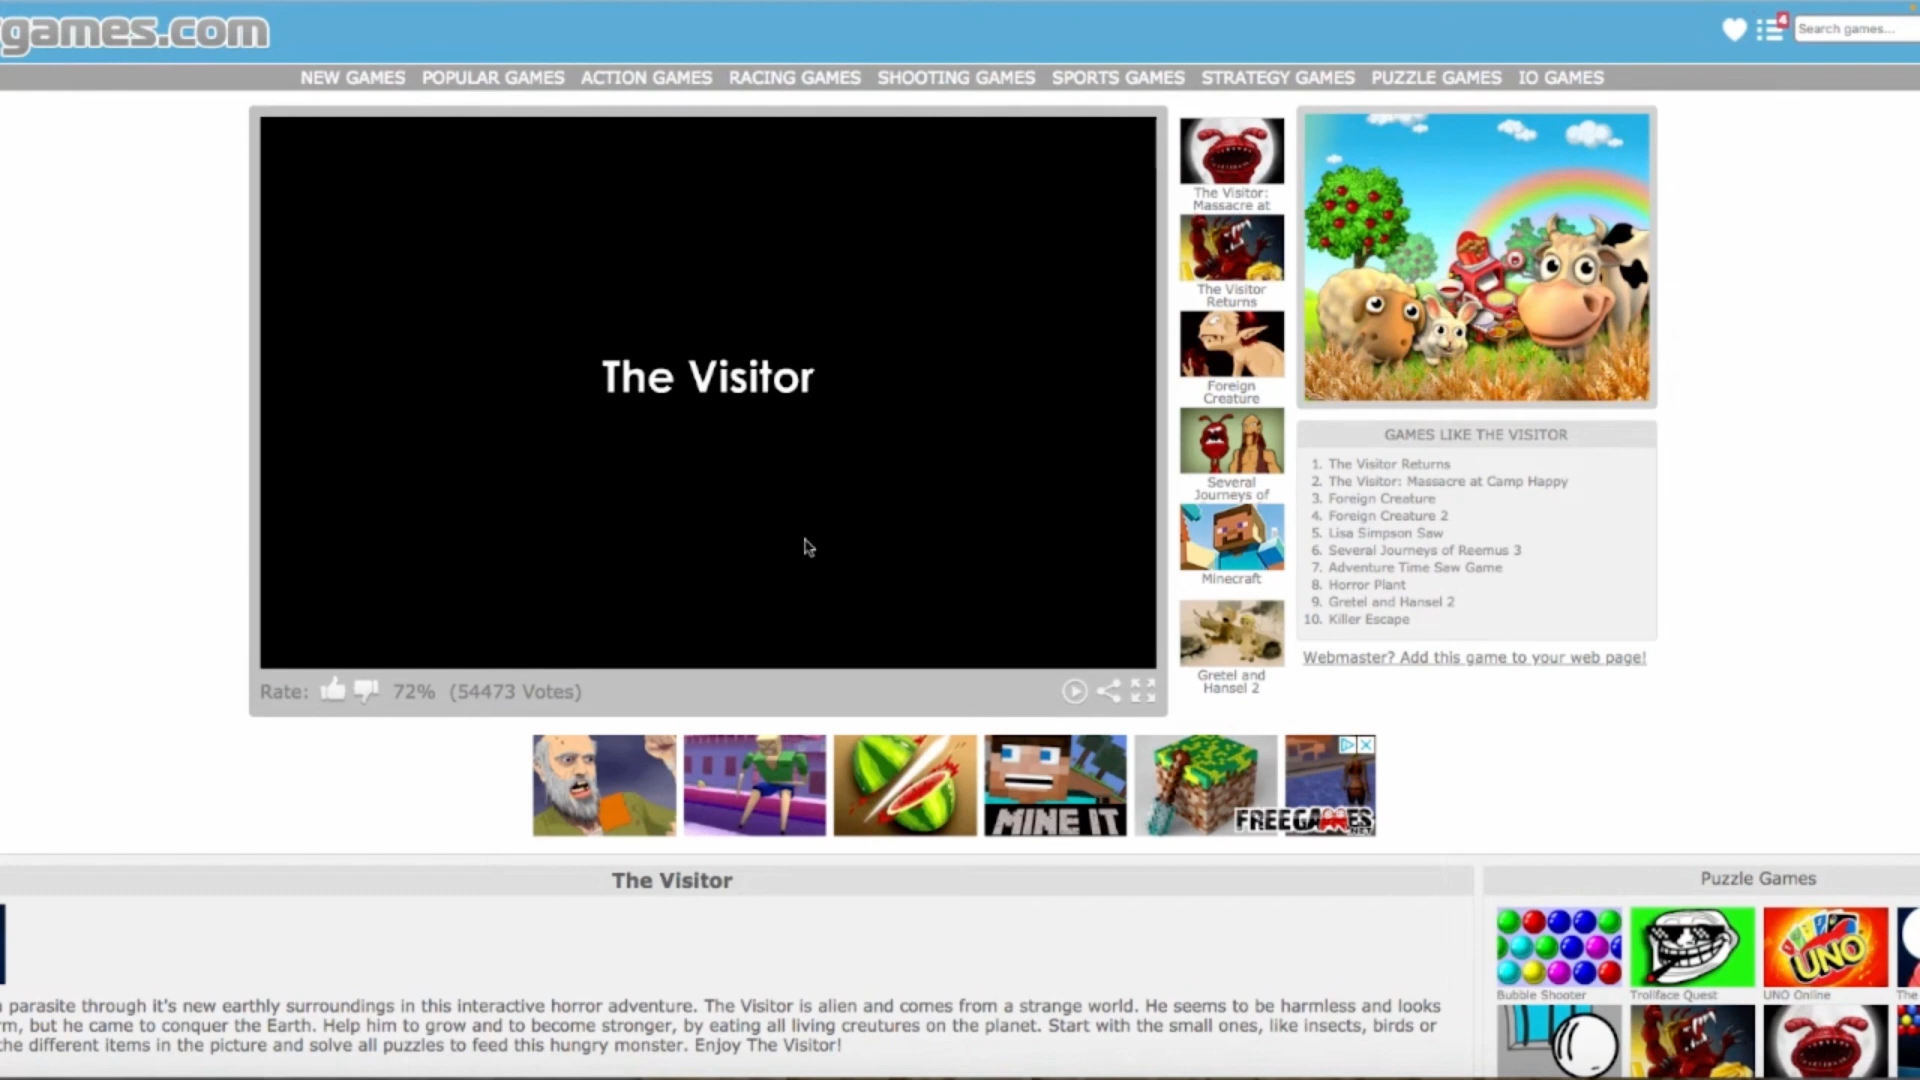 games.com
4
Search games...
NEW GAMES POPULAR GAMES ACTION GAMES RACING GAMES SHOOTING GAMES SPORTS GAMES STRATEGY GAMES PUZZLE GAMES IO GAMES
The Visitor
The Visitor:
Massacre at
The Visitor
Returns
Foreign
Creature
Several
Journeys of
Minecraft
Gretel and
Hansel 2
GAMES LIKE THE VISITOR
1. The Visitor Returns
2. The Visitor: Massacre at Camp Happy
3. Foreign Creature
4. Foreign Creature 2
5. Lisa Simpson Saw
6. Several Journeys of Reemus 3
7. Adventure Time Saw Game
8. Horror Plant
9. Gretel and Hansel 2
10. Killer Escape
Webmaster? Add this game to your web page!
Rate: 72% (54473 Votes)
MINE IT
FREEGAMES
.NET
The Visitor
parasite through it's new earthly surroundings in this interactive horror adventure. The Visitor is alien and comes from a strange world. He seems to be harmless and looks
rm, but he came to conquer the Earth. Help him to grow and to become stronger, by eating all living creatures on the planet. Start with the small ones, like insects, birds or
he different items in the picture and solve all puzzles to feed this hungry monster. Enjoy The Visitor!
Puzzle Games
UNO
Bubble Shooter
Trollface Quest
UNO Online
The